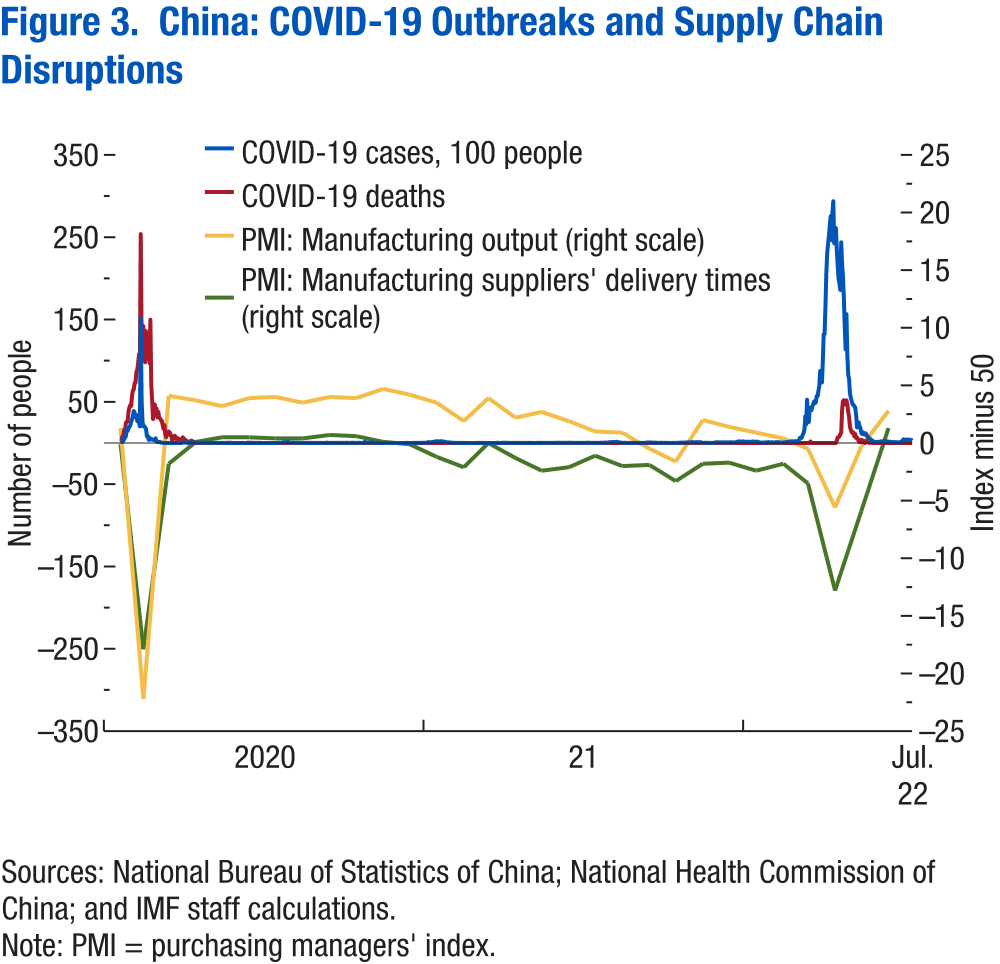 Figure 3.  China: COVID-19 Outbreaks and Supply Chain
Disruptions
COVID-19 cases, 100 people
COVID-19 deaths
PMI: Manufacturing output (right scale)
PMI: Manufacturing suppliers' delivery times
(right scale)
350
250
150
50
–50
–150
–250
–350
Number of people
25
20
15
10
5
0
–5
–10
–15
–20
–25
Index minus 50
2020
21
Jul.
22
Sources: National Bureau of Statistics of China; National Health Commission of
China; and IMF staff calculations.
Note: PMI = purchasing managers' index.